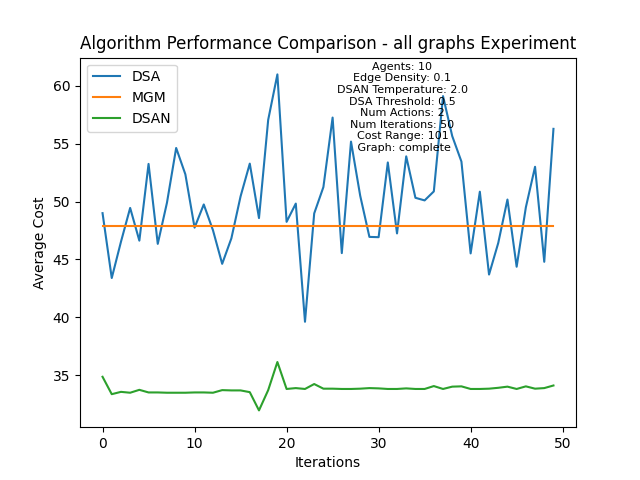 Algorithm Performance Comparison - all graphs Experiment
DSA
MGM
DSAN
Agents: 10
Edge Density: 0.1
DSAN Temperature: 2.0
DSA Threshold: 0.5
Num Actions: 2
Num Iterations: 50
Cost Range: 101
Graph: complete
Average Cost
60
55
50
45
40
35
0
10
20
30
40
50
Iterations